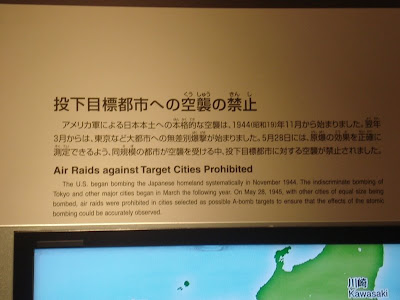 投下目標都市への空襲の禁止
アメリカ軍による日本本土への本格的な空襲は、1944(昭和19)年11月から始まりました。翌年
3月からは、東京など大都市への無差別爆撃が始まりました。5月28日には、原爆の効果を正確に
測定できるよう、同規模の都市が空襲を受ける中、投下目標都市に対する空襲が禁止されました。
Air Raids against Target Cities Prohibited
The U.S. began bombing the Japanese homeland systematically in November 1944. The indiscriminate bombing of
Tokyo and other major cities began in March the following year. On May 28, 1945, with other cities of equal size being
bombed, air raids were prohibited in cities selected as possible A-bomb targets to ensure that the effects of the atomic
bombing could be accurately observed.
川崎
Kawasaki